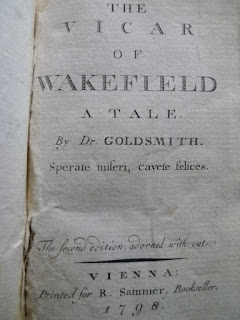 THE
VICAR
OF
WAKEFIELD
A TALE.
By Dr. GOLDSMITH.
Sperate miſeri, cavete felices.
The ſecond edition, adorned with cuts.
VIENNA:
Printed for R. Sammer, Bookseller.
1798.